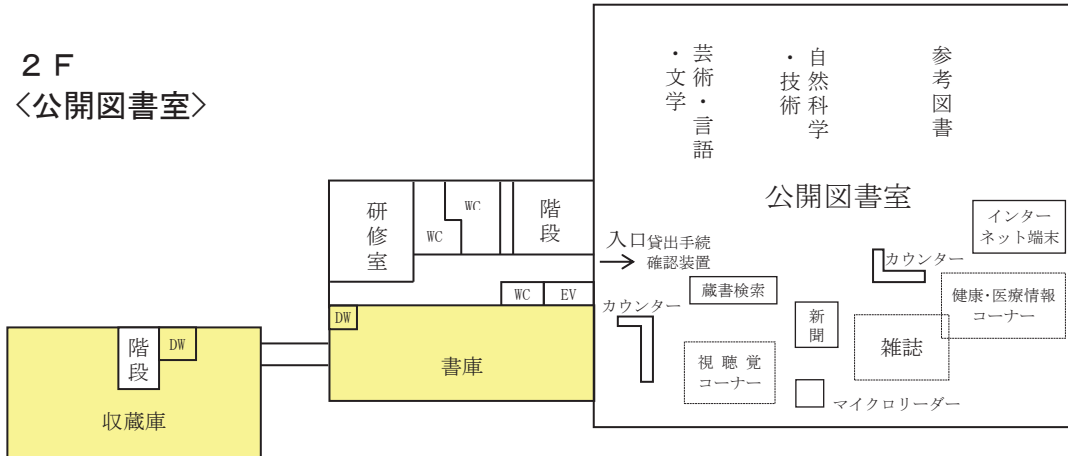 ２Ｆ
〈公開図書室〉
芸術・言語
・文学
自然科学
・技術
参考図書
公開図書室
インター
ネット端末
研修室
WC
WC
階段
入口
貸出手続
確認装置
カウンター
蔵書検索
健康・医療情報
コーナー
WC
EV
カウンター
新聞
DW
階段
DW
書庫
視聴覚
コーナー
雑誌
マイクロリーダー
収蔵庫